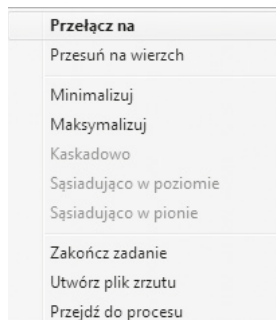 Przełącz na
Przesuń na wierzch
Minimalizuj
Maksymalizuj
Kaskadowo
Sąsiadująco w poziomie
Sąsiadująco w pionie
Zakończ zadanie
Utwórz plik zrzutu
Przejdź do procesu